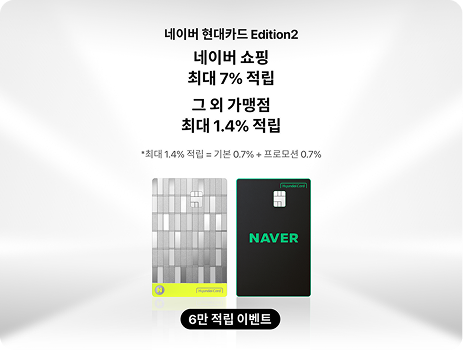 네이버 현대카드 Edition2
네이버 쇼핑
최대 7% 적립
그 외 가맹점
최대 1.4% 적립
*최대 1.4% 적립 = 기본 0.7% + 프로모션 0.7%
HyundaiCard
HyundaiCard
NAVER
N
6만 적립 이벤트